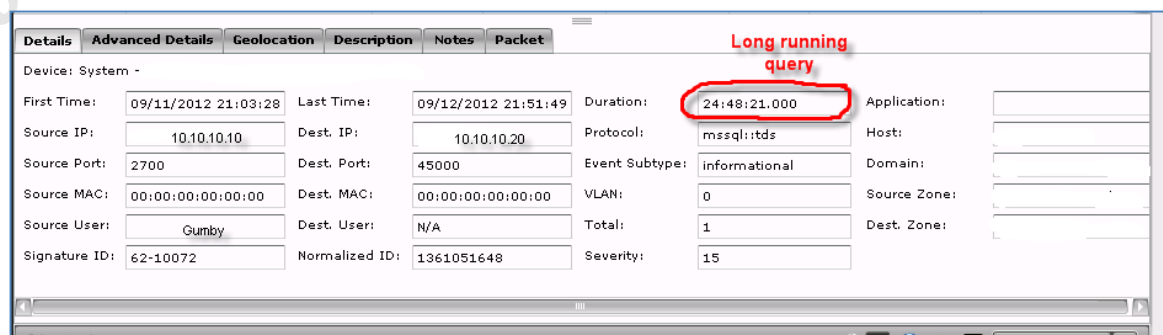 Details Advanced Details Geolocation Description Notes Packet
Long running
query
Device: System -
First Time: 09/11/2012 21:03:28 Last Time: 09/12/2012 21:51:49 Duration: 24:48:21.000 Application:
Source IP: 10.10.10.10 Dest. IP: 10.10.10.20 Protocol: mssql::tds Host:
Source Port: 2700 Dest. Port: 45000 Event Subtype: informational Domain:
Source MAC: 00:00:00:00:00:00 Dest. MAC: 00:00:00:00:00:00 VLAN: 0 Source Zone:
Source User: Gumby Dest. User: N/A Total: 1 Dest. Zone:
Signature ID: 62-10072 Normalized ID: 1361051648 Severity: 15